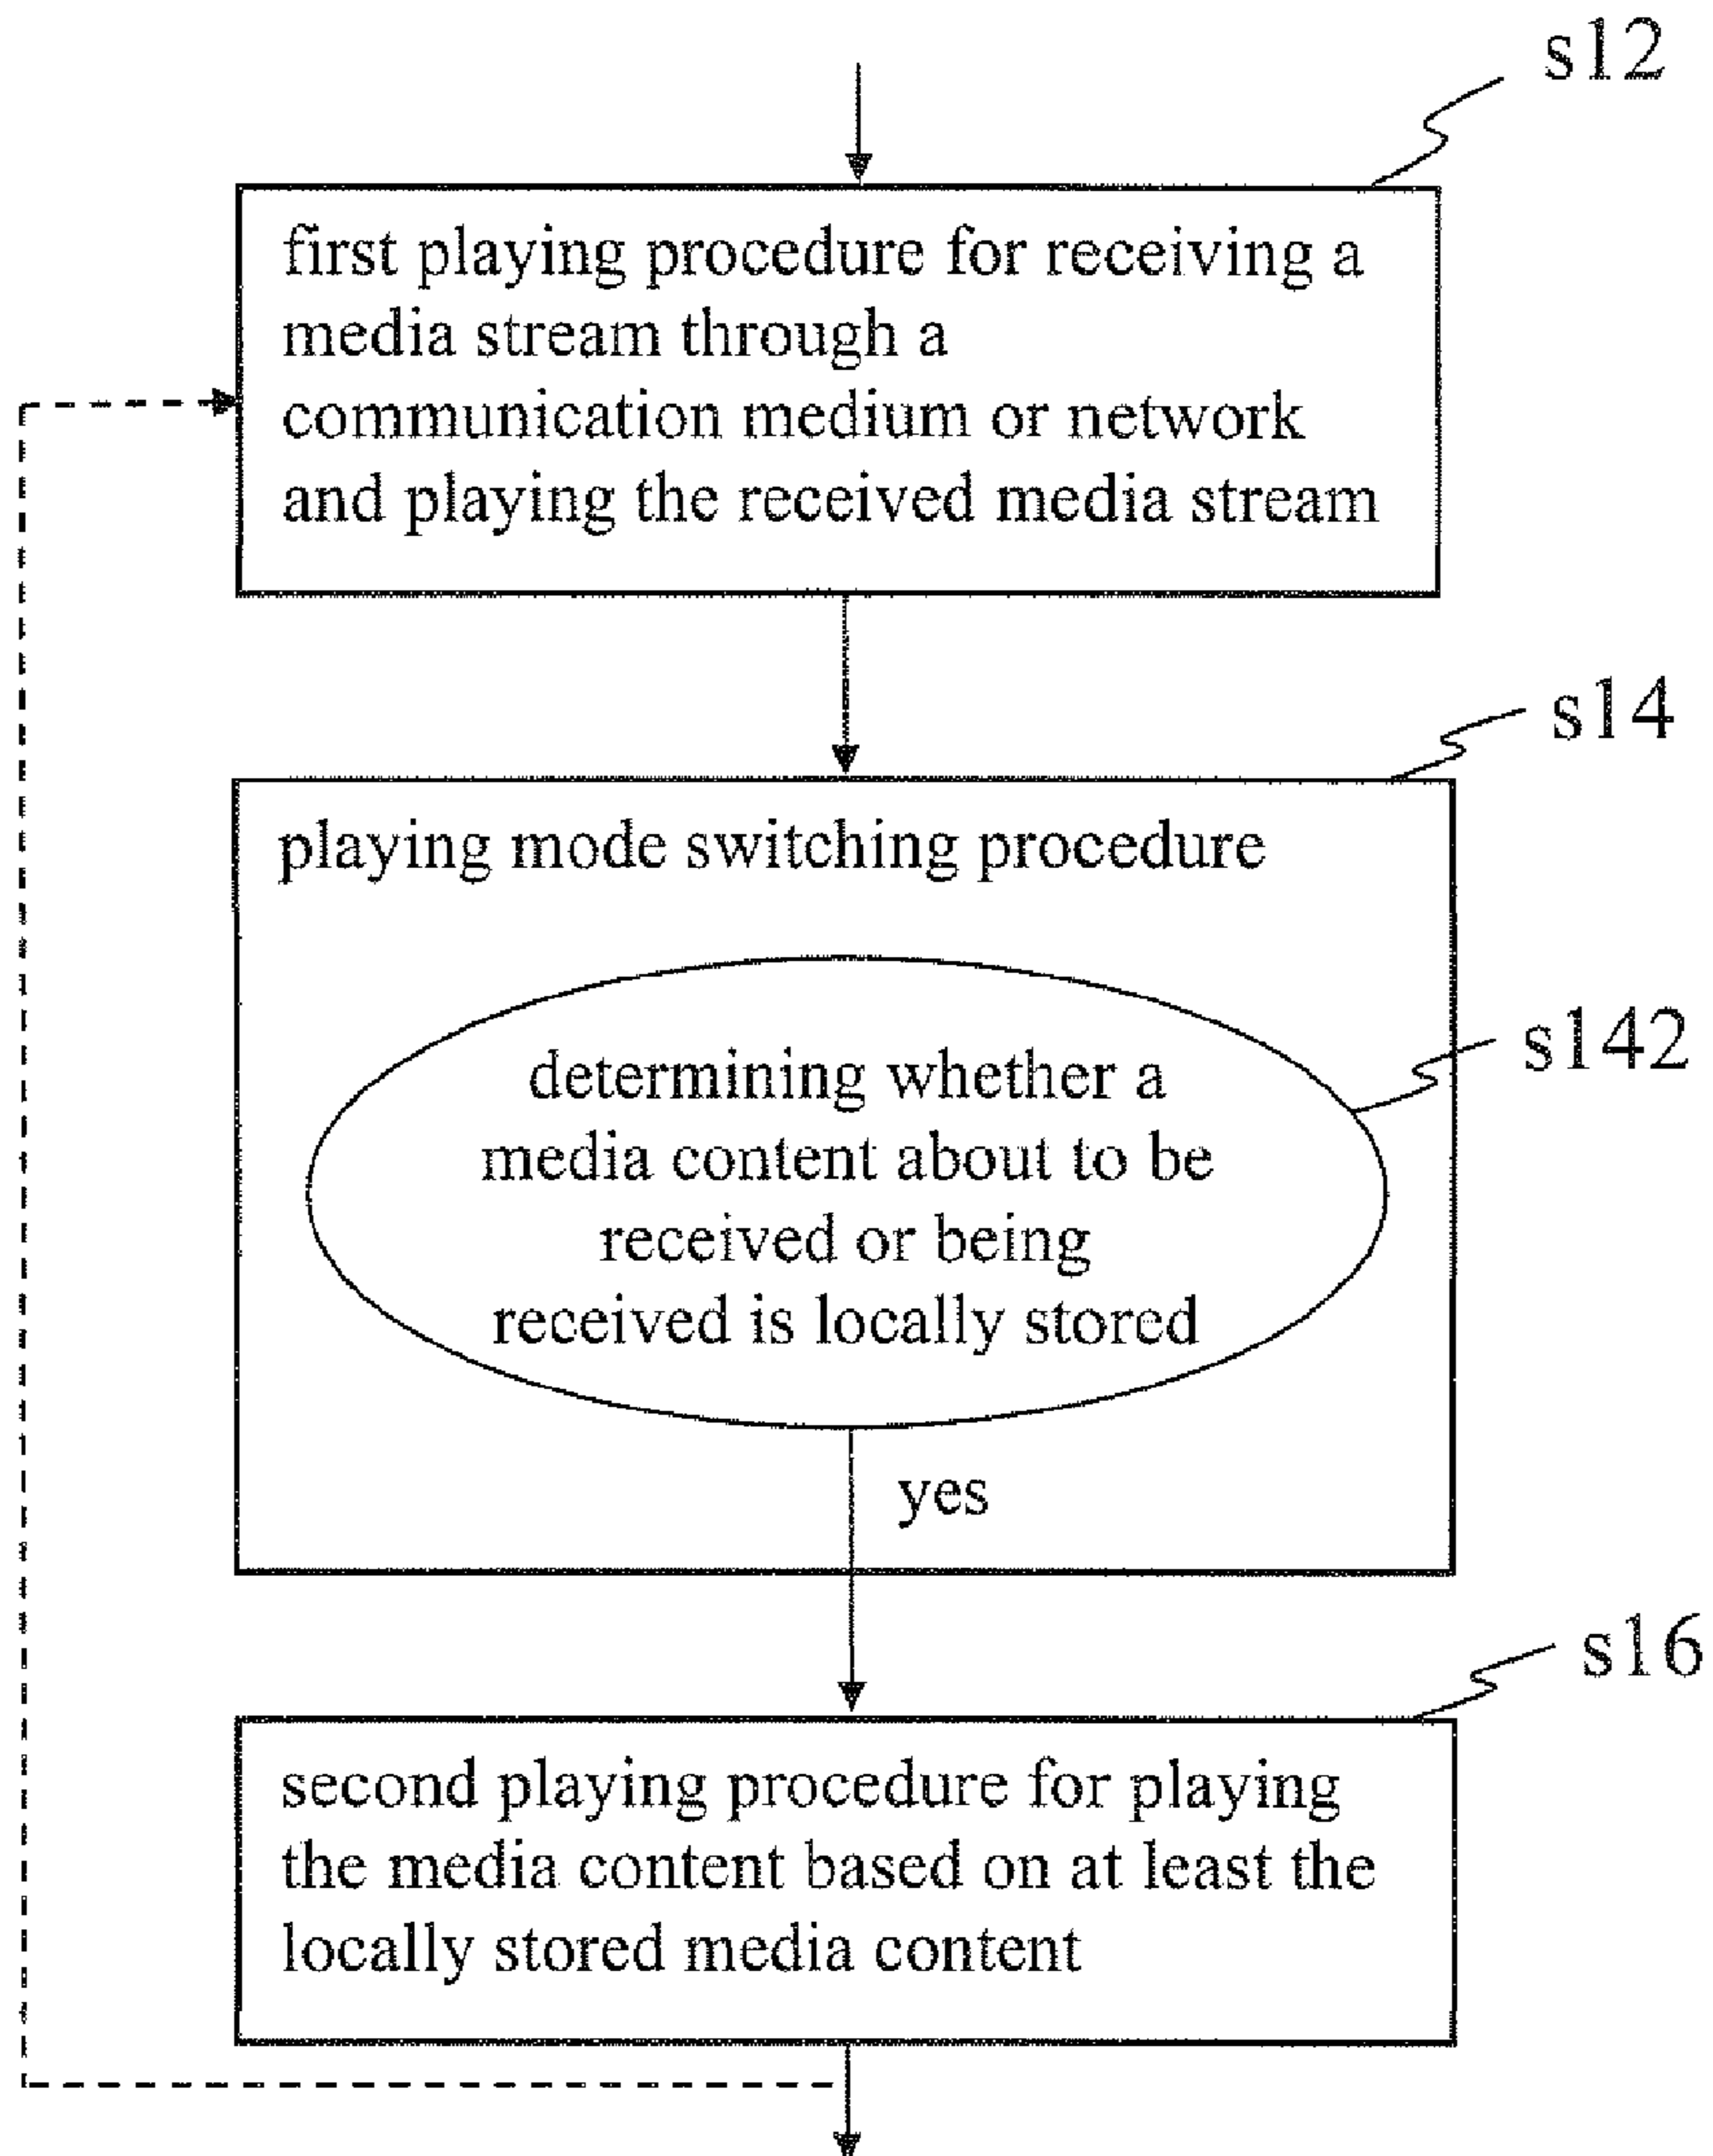 s12
first playing procedure for receiving a
media stream through a
communication medium or network
and playing the received media stream
s14
playing mode switching procedure
s142
determining whether a
media content about to be
received or being
received is locally stored
yes
s16
second playing procedure for playing
the media content based on at least the
locally stored media content